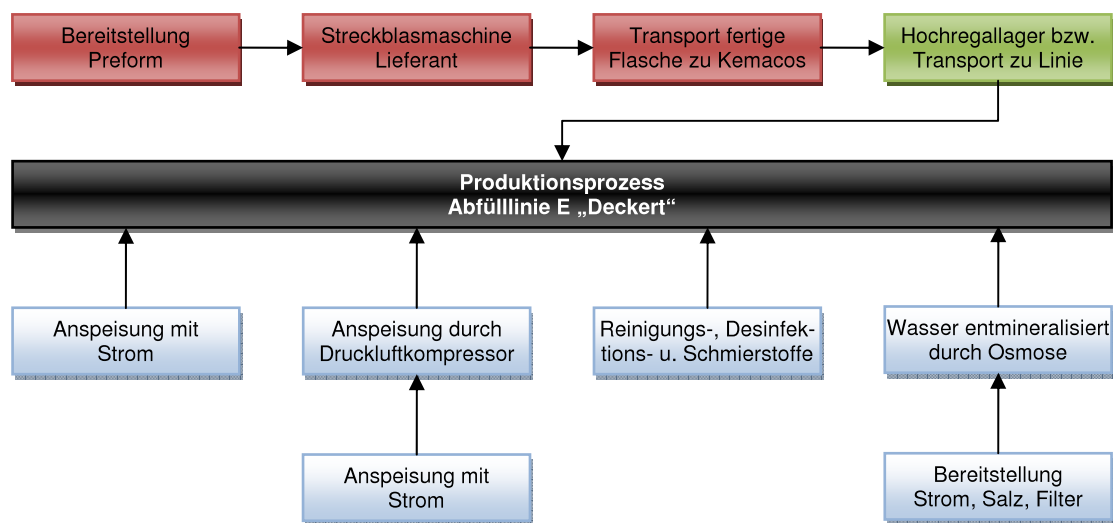 Bereitstellung
Preform
Streckblasmaschine
Lieferant
Transport fertige
Flasche zu Kemacos
Hochregallager bzw.
Transport zu Linie
Produktionsprozess
Abfülllinie E „Deckert“
Anspeisung mit
Strom
Anspeisung durch
Druckluftkompressor
Reinigungs-, Desinfek-
tions- u. Schmierstoffe
Wasser entmineralisiert
durch Osmose
Anspeisung mit
Strom
Bereitstellung
Strom, Salz, Filter